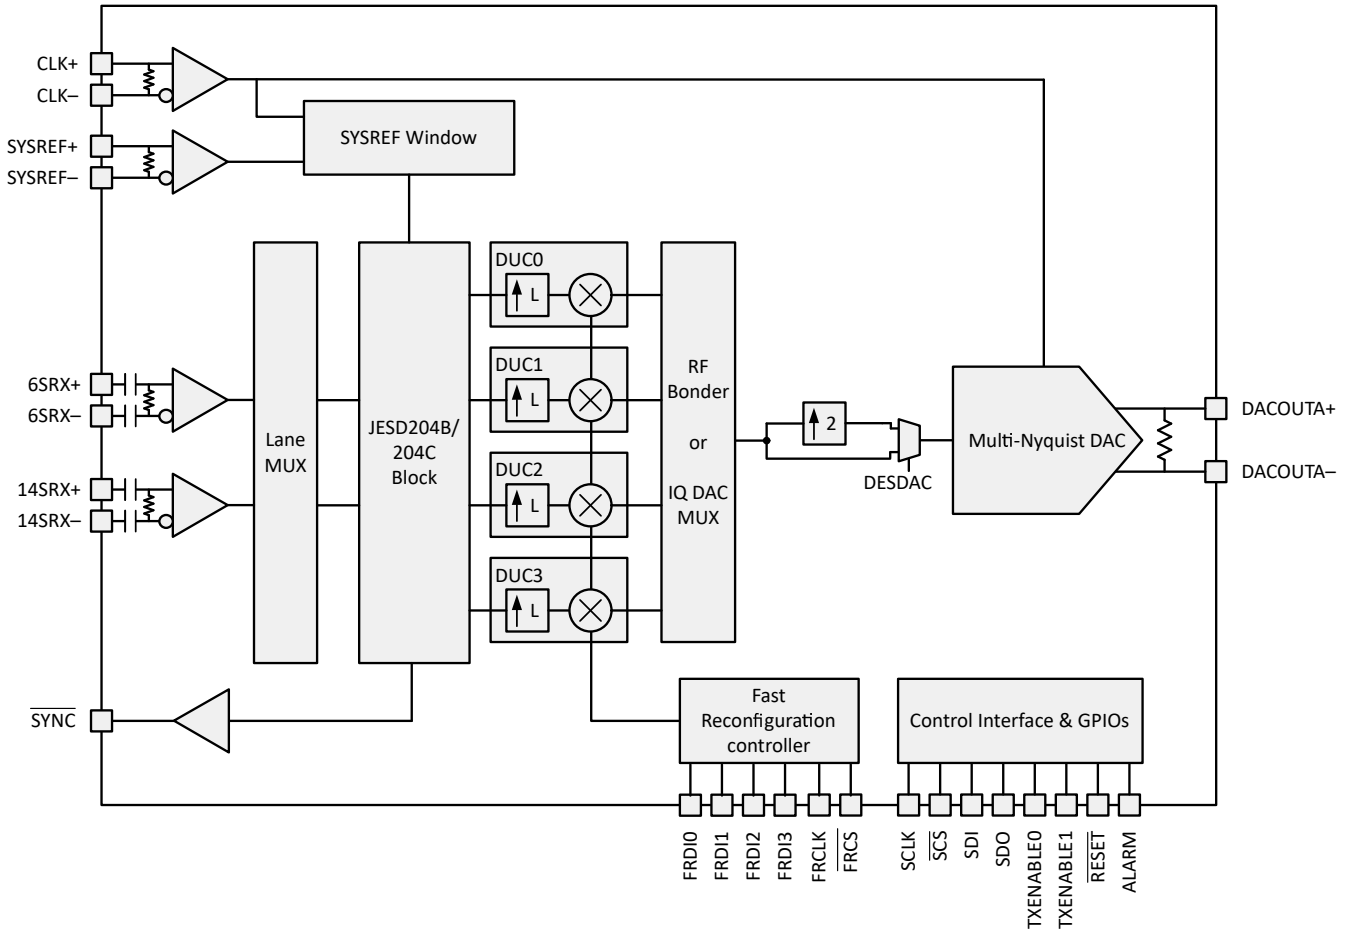 CLK+
CLK–
SYSREF+
SYSREF–
SYSREF Window
6SRX+
6SRX–
14SRX+
14SRX–
Lane
MUX
JESD204B/
204C
Block
DUC0
L
DUC1
L
DUC2
L
DUC3
L
RF
Bonder
or
IQ DAC
MUX
2
DESDAC
Multi-Nyquist DAC
DACOUTA+
DACOUTA–
SYNC
Fast
Reconfiguration
controller
Control Interface & GPIOs
FRDI0
FRDI1
FRDI2
FRDI3
FRCLK
FRCS
SCLK
SCS
SDI
SDO
TXENABLE0
TXENABLE1
RESET
ALARM